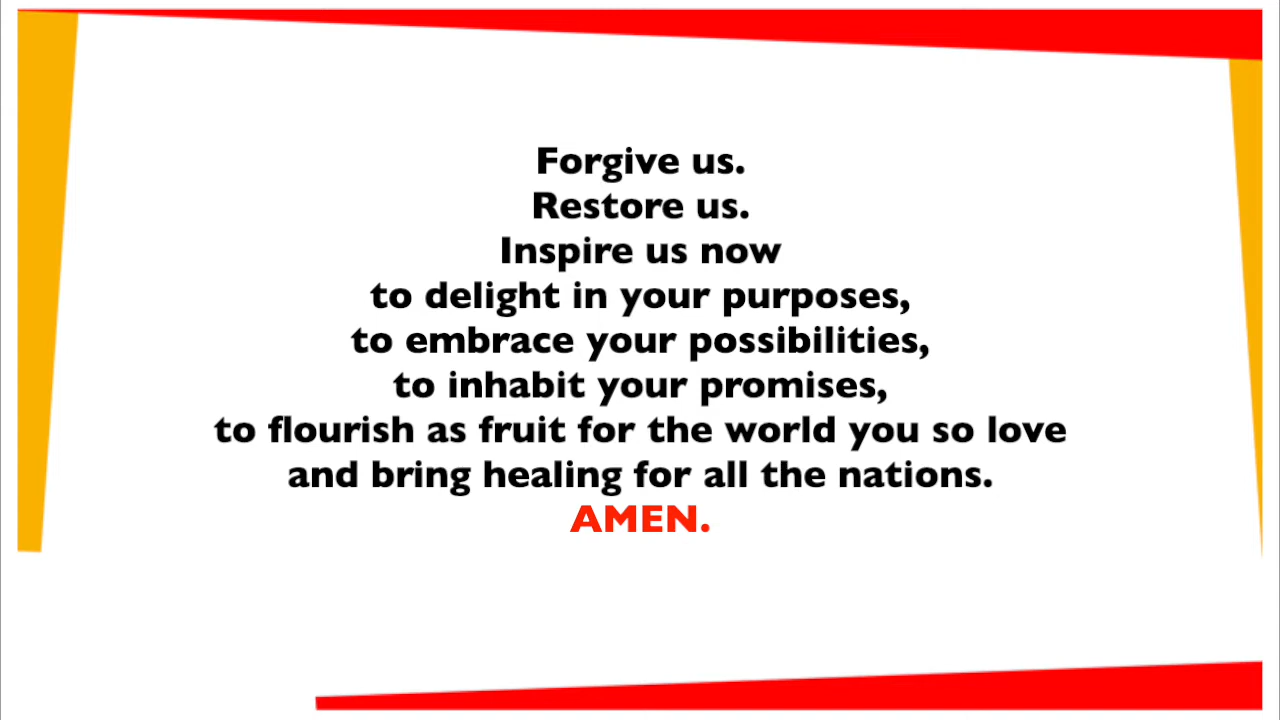 Forgive us.
Restore us.
Inspire us now
to delight in your purposes,
to embrace your possibilities,
to inhabit your promises,
to flourish as fruit for the world you so love
and bring healing for all the nations.
AMEN.